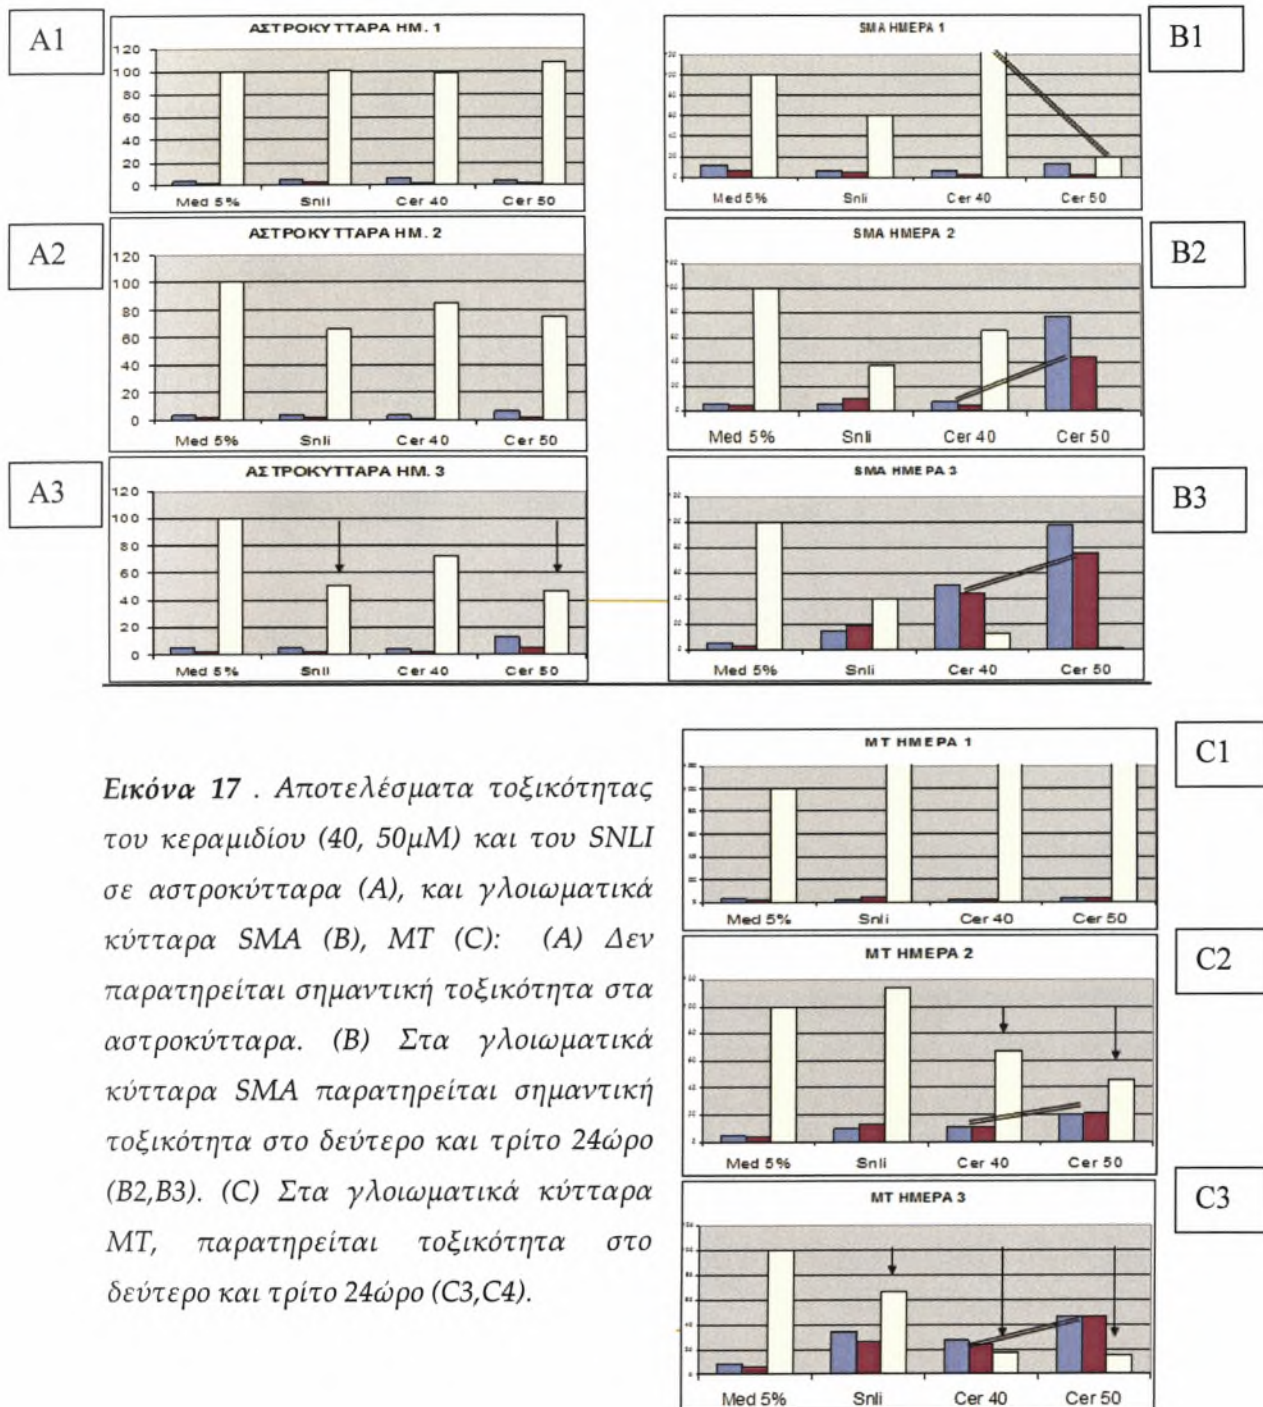 A1
ΑΣΤΡΟΚΥΤΤΑΡΑ ΗΜ. 1
120
100
80
60
40
20
0
Med 5% Snli Cer 40 Cer 50
SMA ΗΜΕΡΑ 1
Med 5% Snli Cer 40 Cer 50
B1
A2
ΑΣΤΡΟΚΥΤΤΑΡΑ ΗΜ. 2
120
100
80
60
40
20
0
Med 5% Snli Cer 40 Cer 50
SMA ΗΜΕΡΑ 2
Med 5% Snli Cer 40 Cer 50
B2
A3
ΑΣΤΡΟΚΥΤΤΑΡΑ ΗΜ. 3
120
100
80
60
40
20
0
Med 5% Snli Cer 40 Cer 50
SMA ΗΜΕΡΑ 3
Med 5% Snli Cer 40 Cer 50
B3
Εικόνα 17 . Αποτελέσματα τοξικότητας
του κεραμιδίου (40, 50μM) και του SNLI
σε αστροκύτταρα (A), και γλοιωματικά
κύτταρα SMA (B), MT (C): (A) Δεν
παρατηρείται σημαντική τοξικότητα στα
αστροκύτταρα. (B) Στα γλοιωματικά
κύτταρα SMA παρατηρείται σημαντική
τοξικότητα στο δεύτερο και τρίτο 24ώρο
(B2,B3). (C) Στα γλοιωματικά κύτταρα
MT, παρατηρείται τοξικότητα στο
δεύτερο και τρίτο 24ώρο (C3,C4).
MT ΗΜΕΡΑ 1
Med 5% Snli Cer 40 Cer 50
C1
MT ΗΜΕΡΑ 2
Med 5% Snli Cer 40 Cer 50
C2
MT ΗΜΕΡΑ 3
Med 5% Snli Cer 40 Cer 50
C3